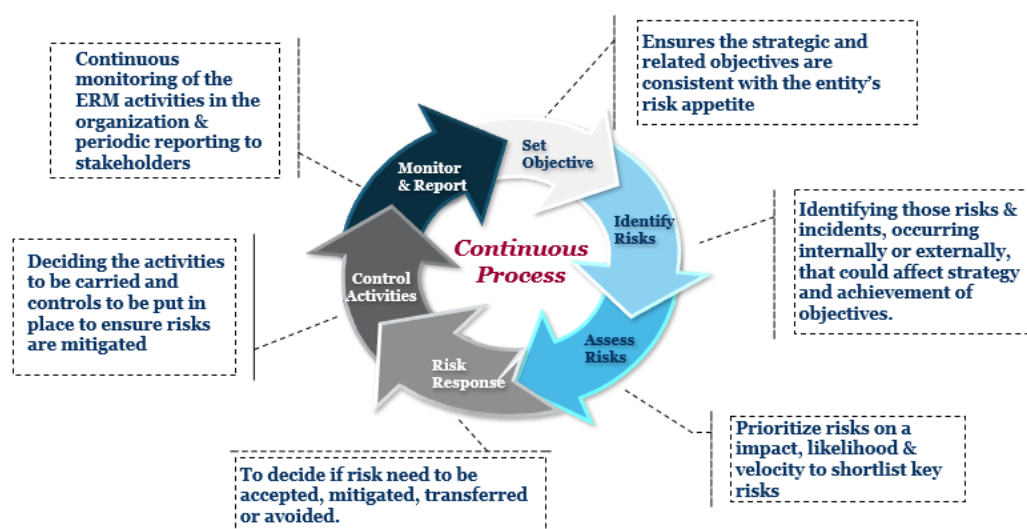 Continuous
monitoring of the
ERM activities in the
organization &
periodic reporting to
stakeholders
Ensures the strategic and
related objectives are
consistent with the entity's
risk appetite
Set
Objective
Monitor
& Report
Identify
Risks
Identifying those risks &
incidents, occurring
internally or externally,
that could affect strategy
and achievement of
objectives.
Continuous
Process
Deciding the activities
to be carried and
controls to be put in
place to ensure risks
are mitigated
Control
Activities
Assess
Risks
Risk
Response
Prioritize risks on a
impact, likelihood &
velocity to shortlist key
risks
To decide if risk need to be
accepted, mitigated, transferred
or avoided.